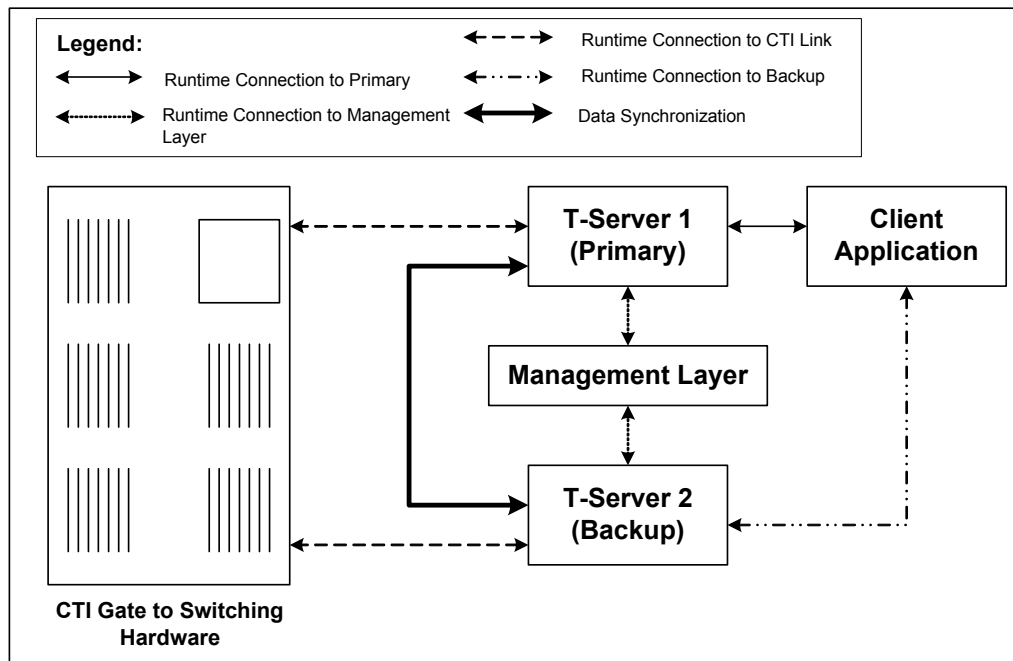 Legend:
Runtime Connection to CTI Link
Runtime Connection to Primary
Runtime Connection to Backup
Runtime Connection to Management
Layer
Data Synchronization
T-Server 1
(Primary)
Client
Application
Management Layer
T-Server 2
(Backup)
CTI Gate to Switching
Hardware